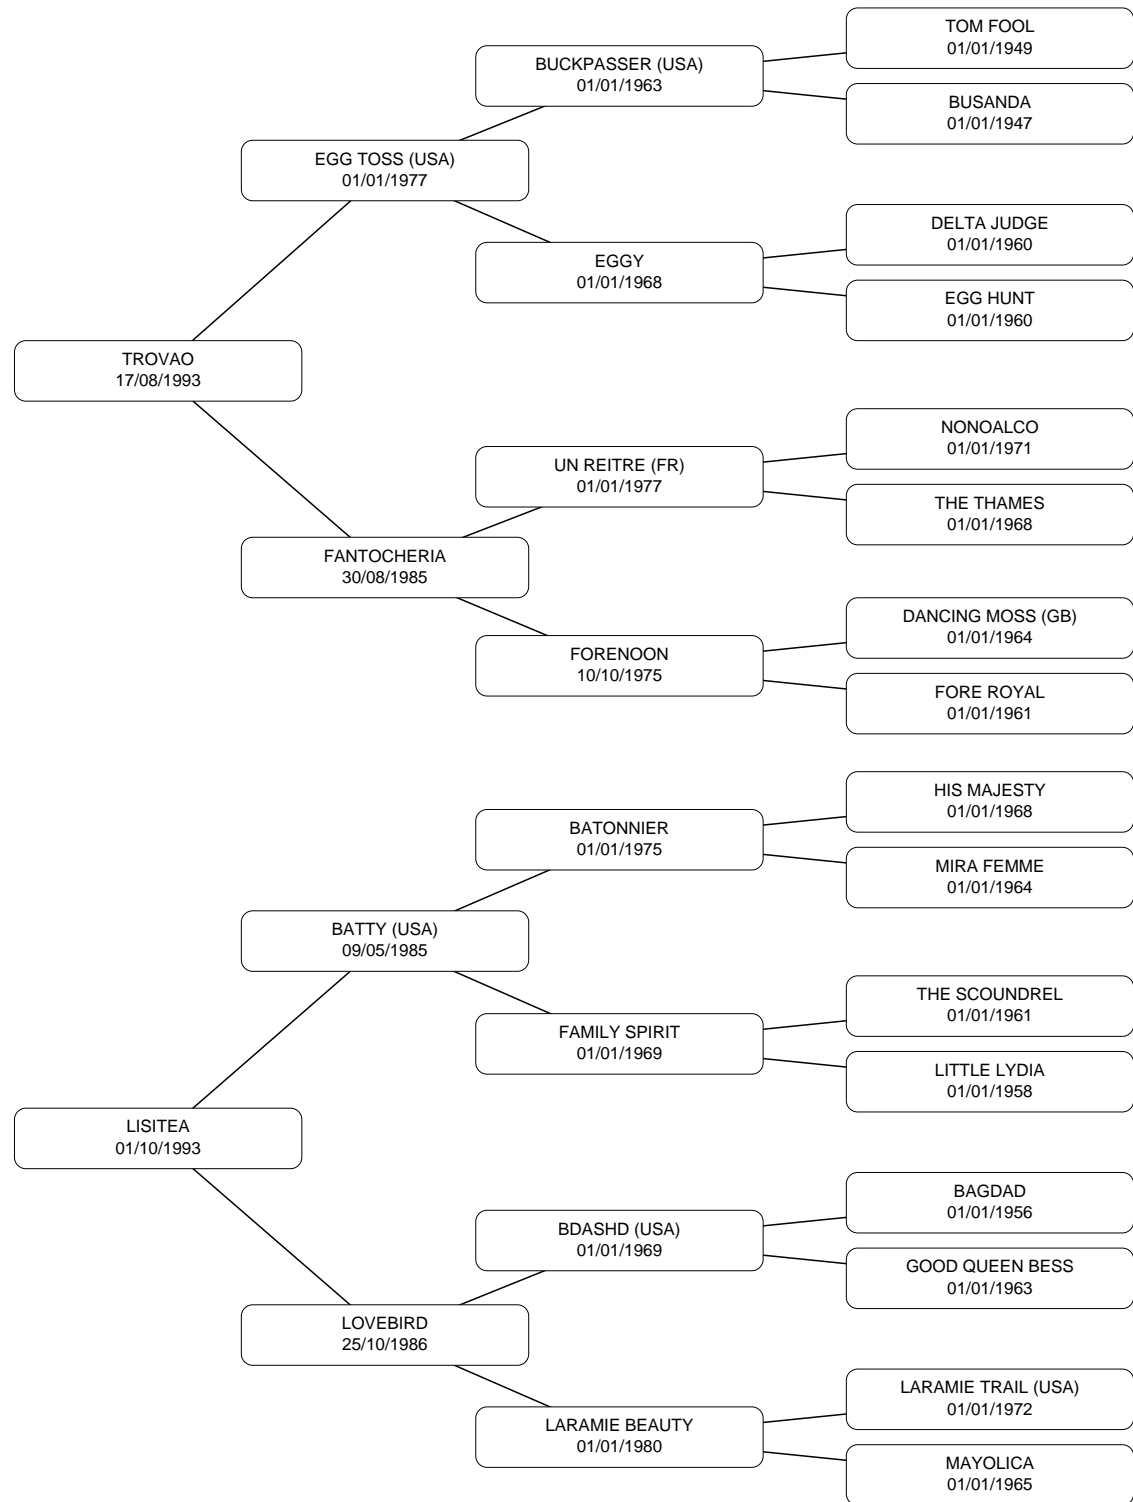 TOM FOOL
01/01/1949
BUCKPASSER (USA)
01/01/1963
BUSANDA
01/01/1947
EGG TOSS (USA)
01/01/1977
DELTA JUDGE
01/01/1960
EGGY
01/01/1968
EGG HUNT
01/01/1960
TROVAO
17/08/1993
NONOALCO
01/01/1971
UN REITRE (FR)
01/01/1977
THE THAMES
01/01/1968
FANTOCHERIA
30/08/1985
DANCING MOSS (GB)
01/01/1964
FORENOON
10/10/1975
FORE ROYAL
01/01/1961
HIS MAJESTY
01/01/1968
BATONNIER
01/01/1975
MIRA FEMME
01/01/1964
BATTY (USA)
09/05/1985
THE SCOUNDREL
01/01/1961
FAMILY SPIRIT
01/01/1969
LITTLE LYDIA
01/01/1958
LISITEA
01/10/1993
BAGDAD
01/01/1956
BDASHD (USA)
01/01/1969
GOOD QUEEN BESS
01/01/1963
LOVEBIRD
25/10/1986
LARAMIE TRAIL (USA)
01/01/1972
LARAMIE BEAUTY
01/01/1980
MAYOLICA
01/01/1965